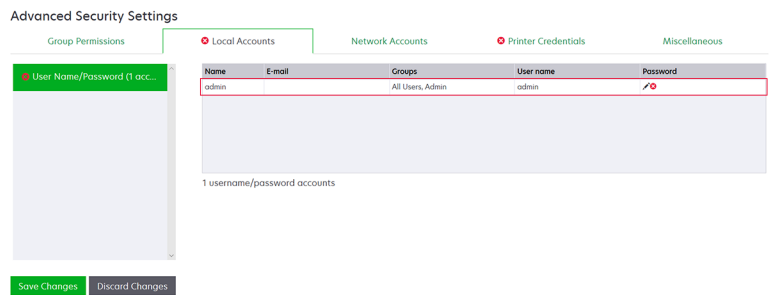 Advanced Security Settings
Group Permissions Local Accounts Network Accounts Printer Credentials Miscellaneous
User Name/Password (1 acc...
Name E-mail Groups User name Password
admin All Users, Admin admin
1 username/password accounts
Save Changes Discard Changes